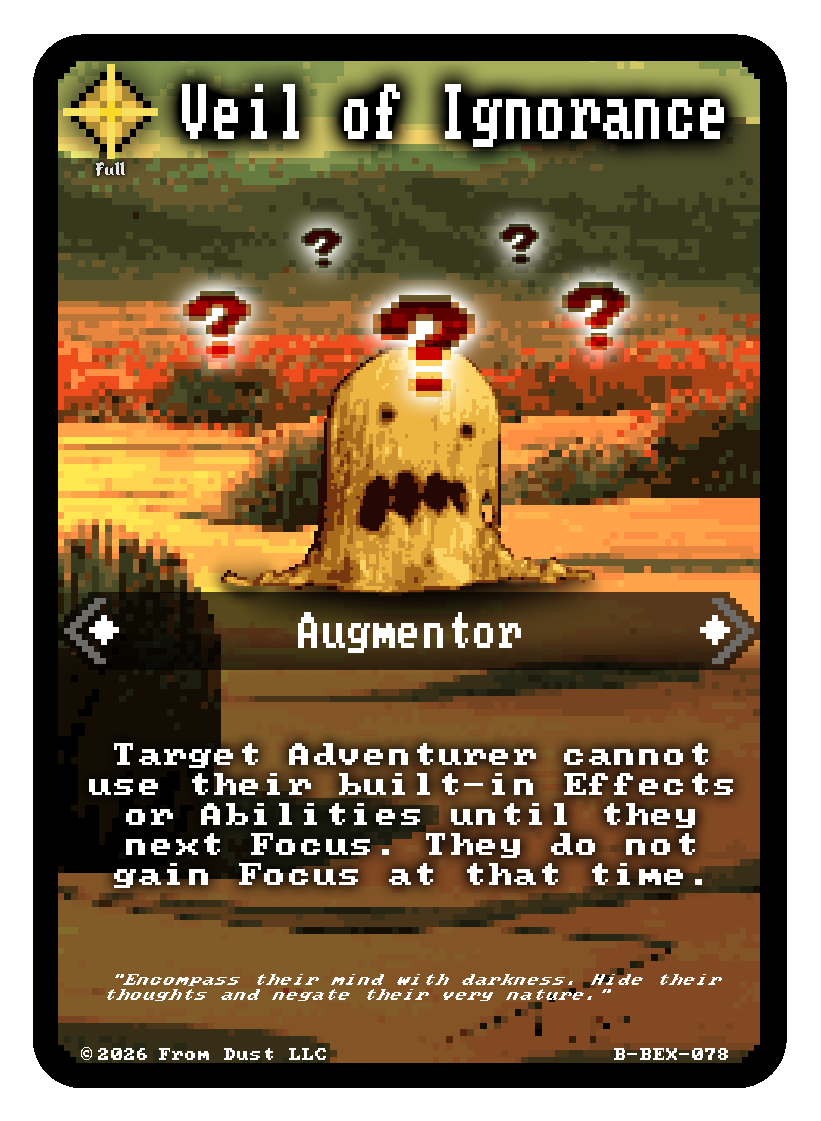 Veil of Ignorance
full
? ?
? ? ?
Augmentor
Target Adventurer cannot
use their built-in Effects
or Abilities until they
next Focus. They do not
gain Focus at that time.
"Encompass their mind with darkness. Hide their
thoughts and negate their very nature."
©2026 From Dust LLC B-BEX-078